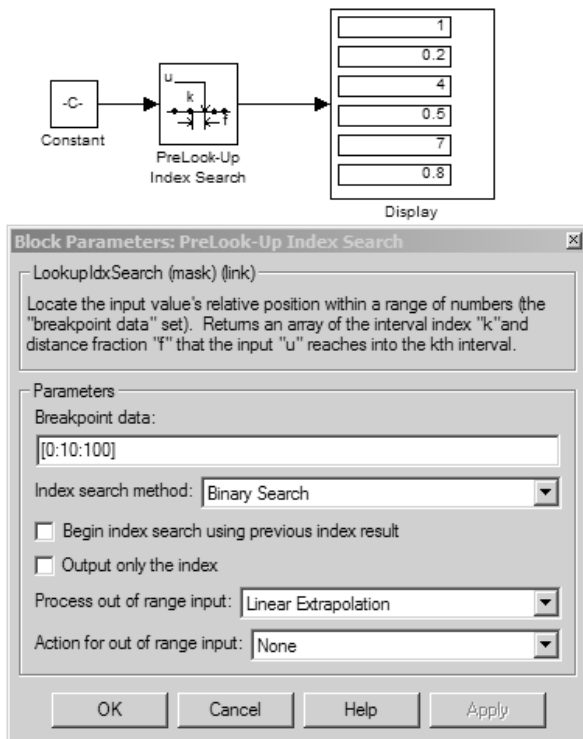 1
0.2
4
0.5
7
0.8
u
k
f
-C-
Constant
PreLook-Up
Index Search
Display
Block Parameters: PreLook-Up Index Search
LookupIdxSearch (mask) (link)
Locate the input value's relative position within a range of numbers (the
"breakpoint data" set). Returns an array of the interval index "k"and
distance fraction "f" that the input "u" reaches into the kth interval.
Parameters
Breakpoint data:
[0:10:100]
Index search method: Binary Search
Begin index search using previous index result
Output only the index
Process out of range input: Linear Extrapolation
Action for out of range input: None
OK Cancel Help Apply